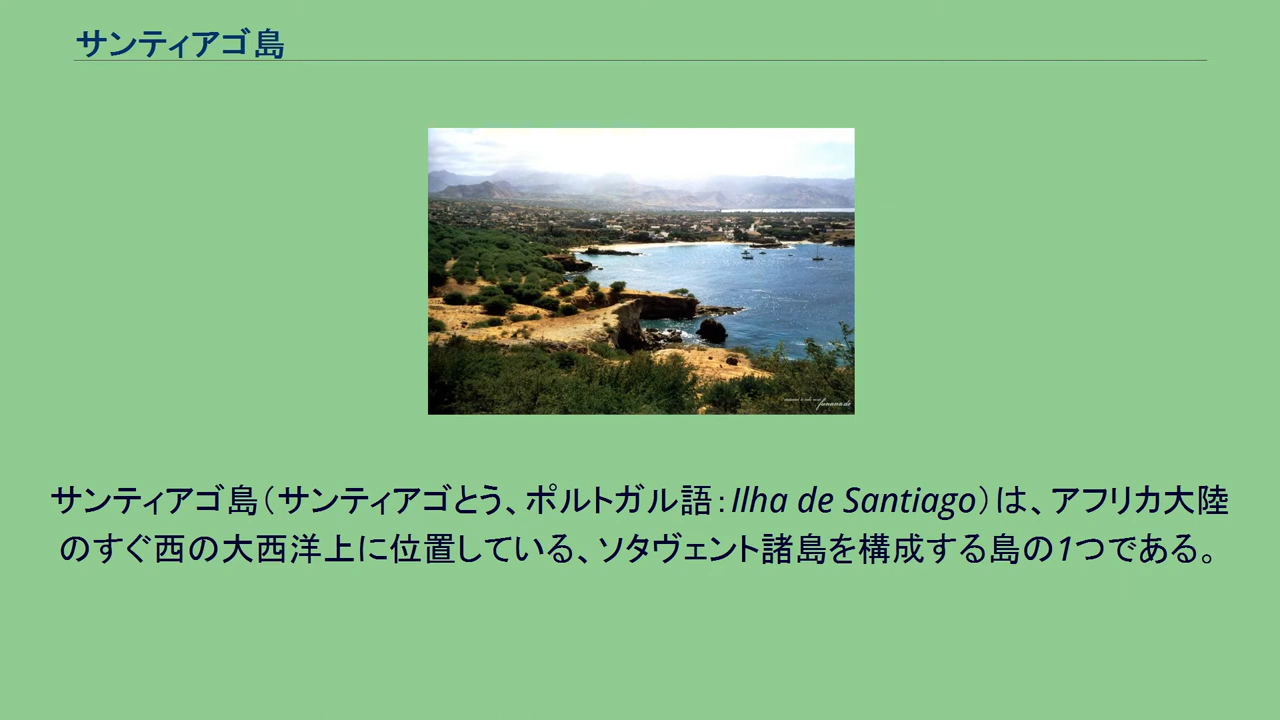 サンティアゴ島
サンティアゴ島（サンティアゴとう、ポルトガル語：Ilha de Santiago）は、アフリカ大陸
のすぐ西の大西洋上に位置している、ソタヴェント諸島を構成する島の1つである。